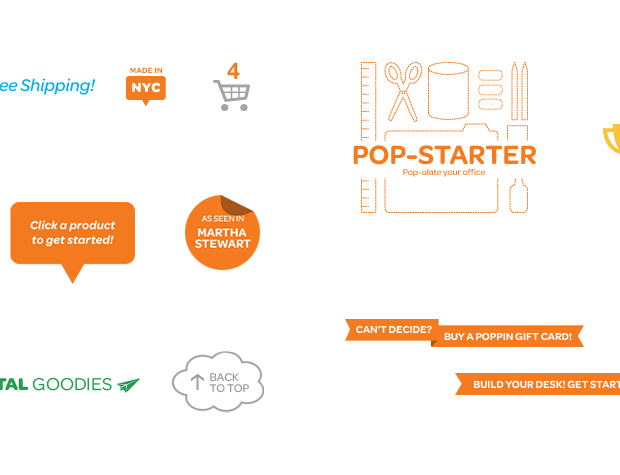 ee Shipping!
MADE IN
NYC
4
POP-STARTER
Pop-ulate your office
Click a product
to get started!
AS SEEN IN
MARTHA
STEWART
CAN'T DECIDE?
BUY A POPPIN GIFT CARD!
TAL GOODIES
BACK
TO TOP
BUILD YOUR DESK! GET START